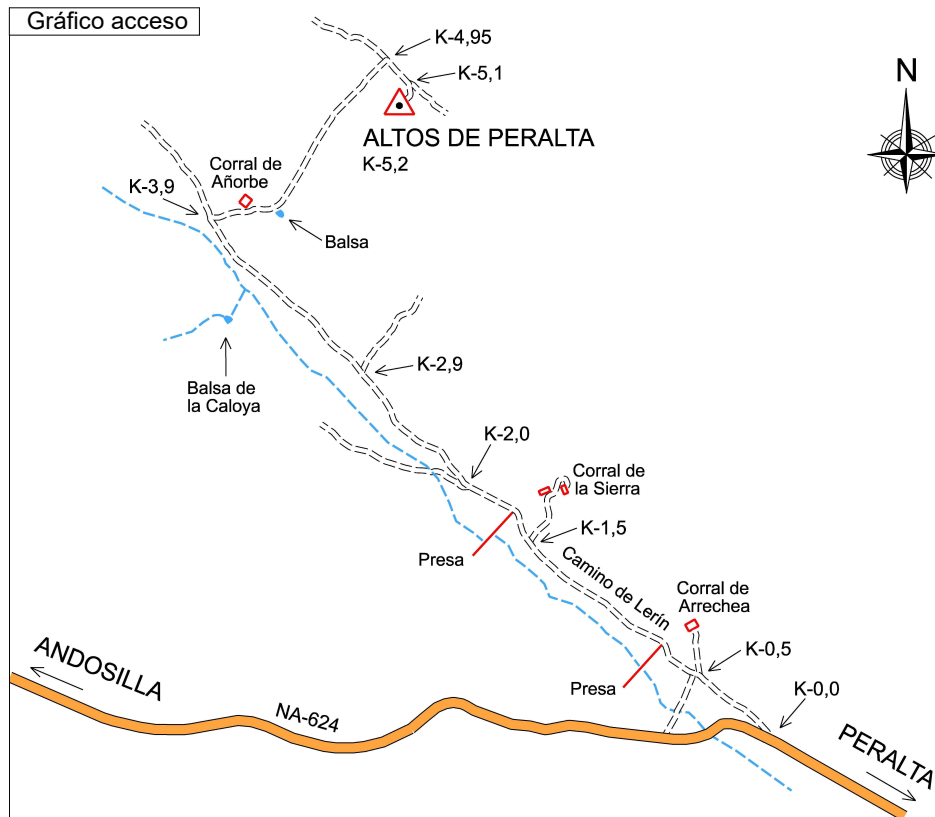 Gráfico acceso
K-4,95
K-5,1
N
ALTOS DE PERALTA
K-5,2
Corral de
Añorbe
K-3,9
Balsa
K-2,9
Balsa de
la Caloya
K-2,0
Corral de
la Sierra
K-1,5
Presa
Camino de Lerín
Corral de
Arrechea
K-0,5
Presa
K-0,0
ANDOSILLA
NA-624
PERALTA